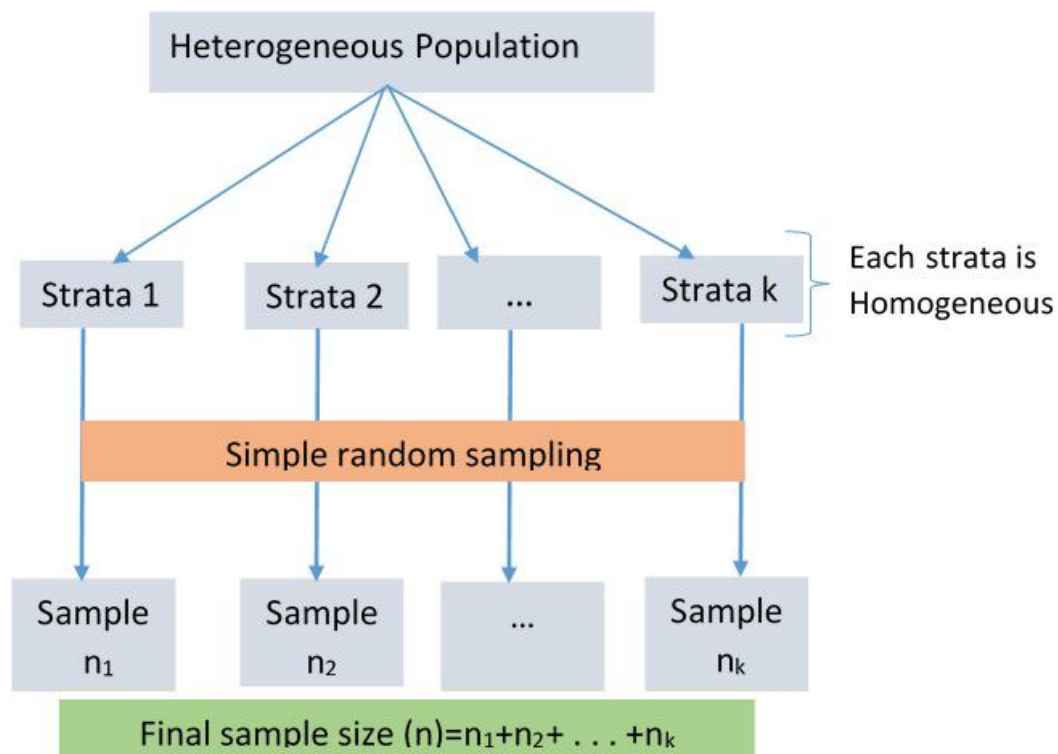 Heterogeneous Population
Strata 1
Strata 2
...
Strata k
Each strata is
Homogeneous
Simple random sampling
Sample
n₁
Sample
n₂
...
Sample
nₖ
Final sample size (n)=n₁+n₂+ . . . +nₖ